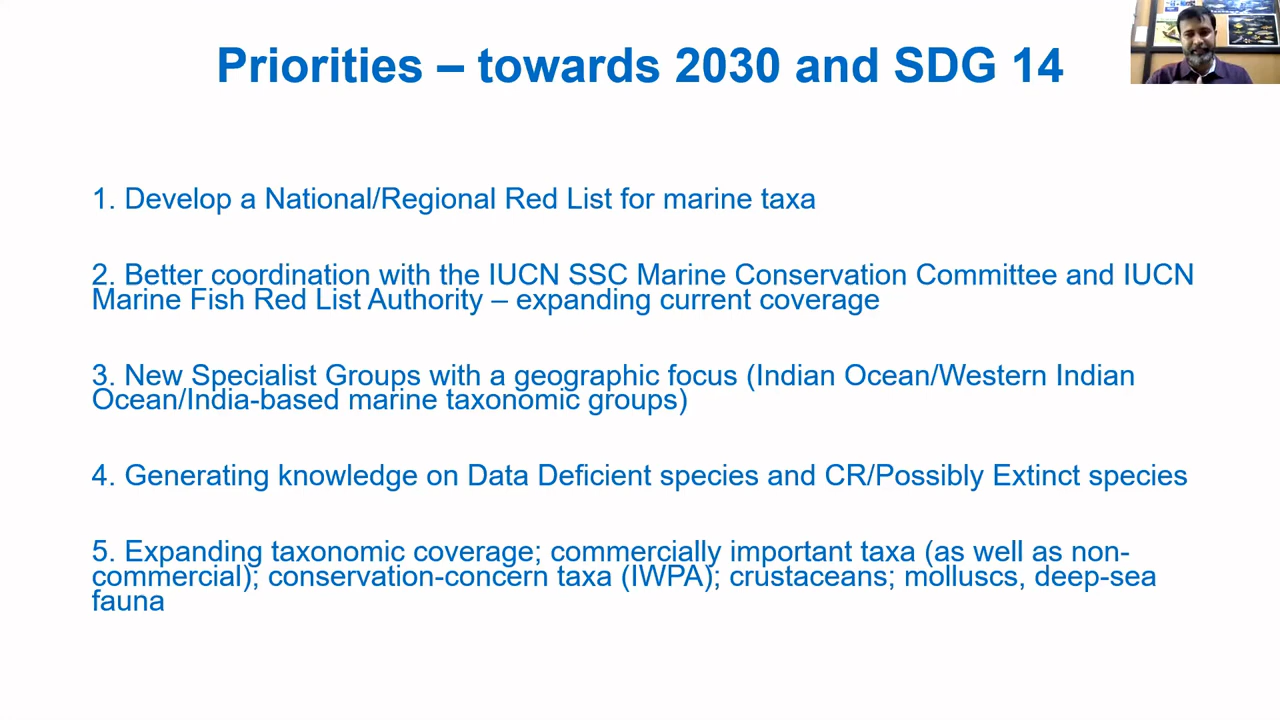 Priorities – towards 2030 and SDG 14
1. Develop a National/Regional Red List for marine taxa
2. Better coordination with the IUCN SSC Marine Conservation Committee and IUCN
Marine Fish Red List Authority – expanding current coverage
3. New Specialist Groups with a geographic focus (Indian Ocean/Western Indian
Ocean/India-based marine taxonomic groups)
4. Generating knowledge on Data Deficient species and CR/Possibly Extinct species
5. Expanding taxonomic coverage; commercially important taxa (as well as non-
commercial); conservation-concern taxa (IWPA); crustaceans; molluscs, deep-sea
fauna